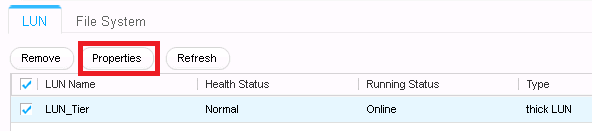 LUN File System
Remove Properties Refresh
LUN Name Health Status Running Status Type
LUN_Tier Normal Online thick LUN